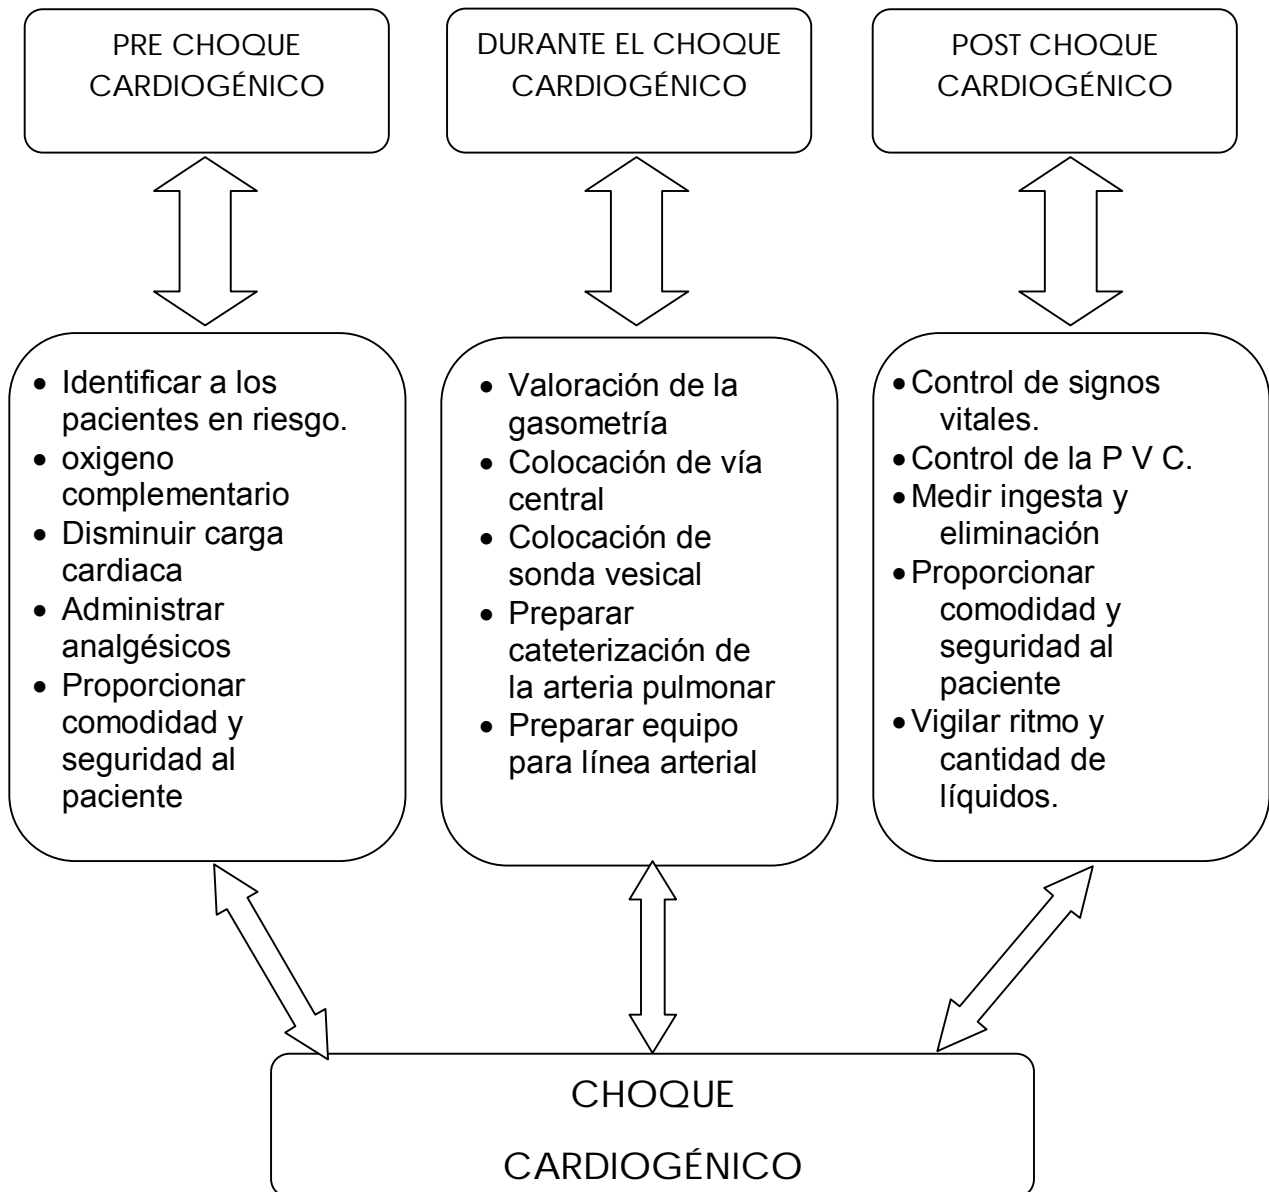 PRE CHOQUE
CARDIOGÉNICO
DURANTE EL CHOQUE
CARDIOGÉNICO
POST CHOQUE
CARDIOGÉNICO
• Identificar a los
pacientes en riesgo.
• oxigeno
complementario
• Disminuir carga
cardiaca
• Administrar
analgésicos
• Proporcionar
comodidad y
seguridad al
paciente
• Valoración de la
gasometría
• Colocación de vía
central
• Colocación de
sonda vesical
• Preparar
cateterización de
la arteria pulmonar
• Preparar equipo
para línea arterial
• Control de signos
vitales.
• Control de la P V C.
• Medir ingesta y
eliminación
• Proporcionar
comodidad y
seguridad al
paciente
• Vigilar ritmo y
cantidad de
líquidos.
CHOQUE
CARDIOGÉNICO